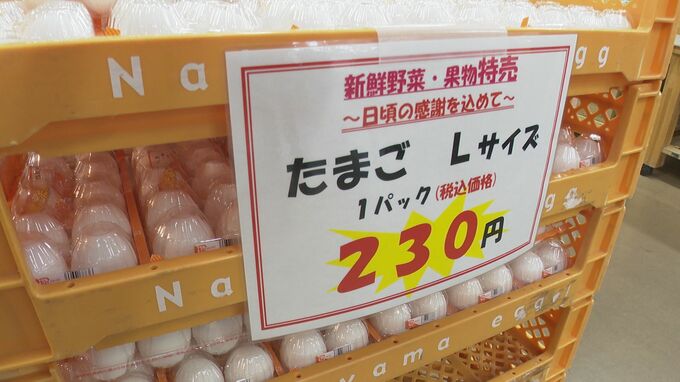 Na
gg
新鮮野菜・果物特売
～日頃の感謝を込めて～
たまご Lサイズ
1パック(税込価格)
230円
Na
gg
yama egg